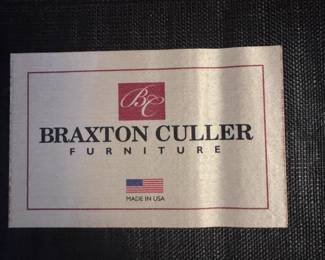 BC
BRAXTON CULLER
FURNITURE
MADE IN USA